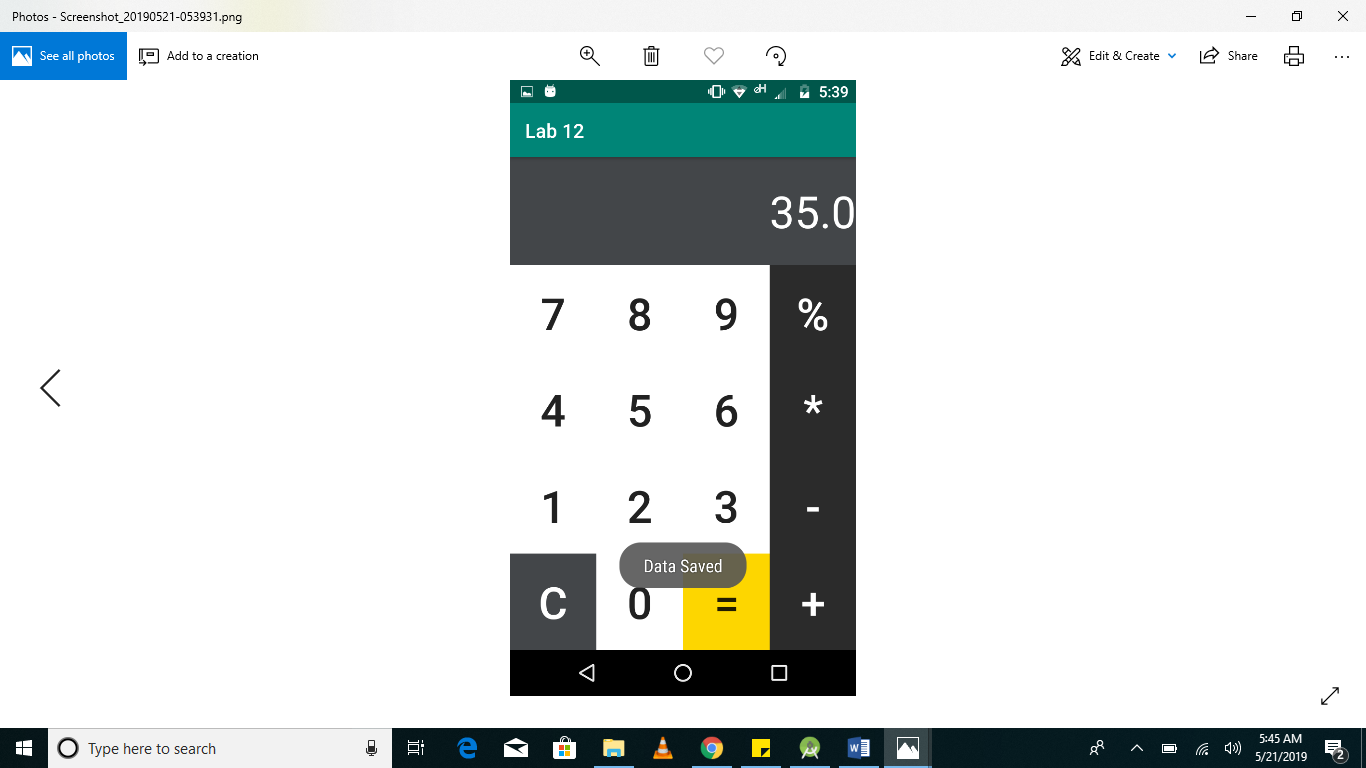 Photos - Screenshot_20190521-053931.png
See all photos
Add to a creation
Edit & Create
Share
5:39
Lab 12
35.0
7 8 9 %
4 5 6 *
1 2 3 -
Data Saved
C 0 = +
Type here to search
5:45 AM
5/21/2019
2